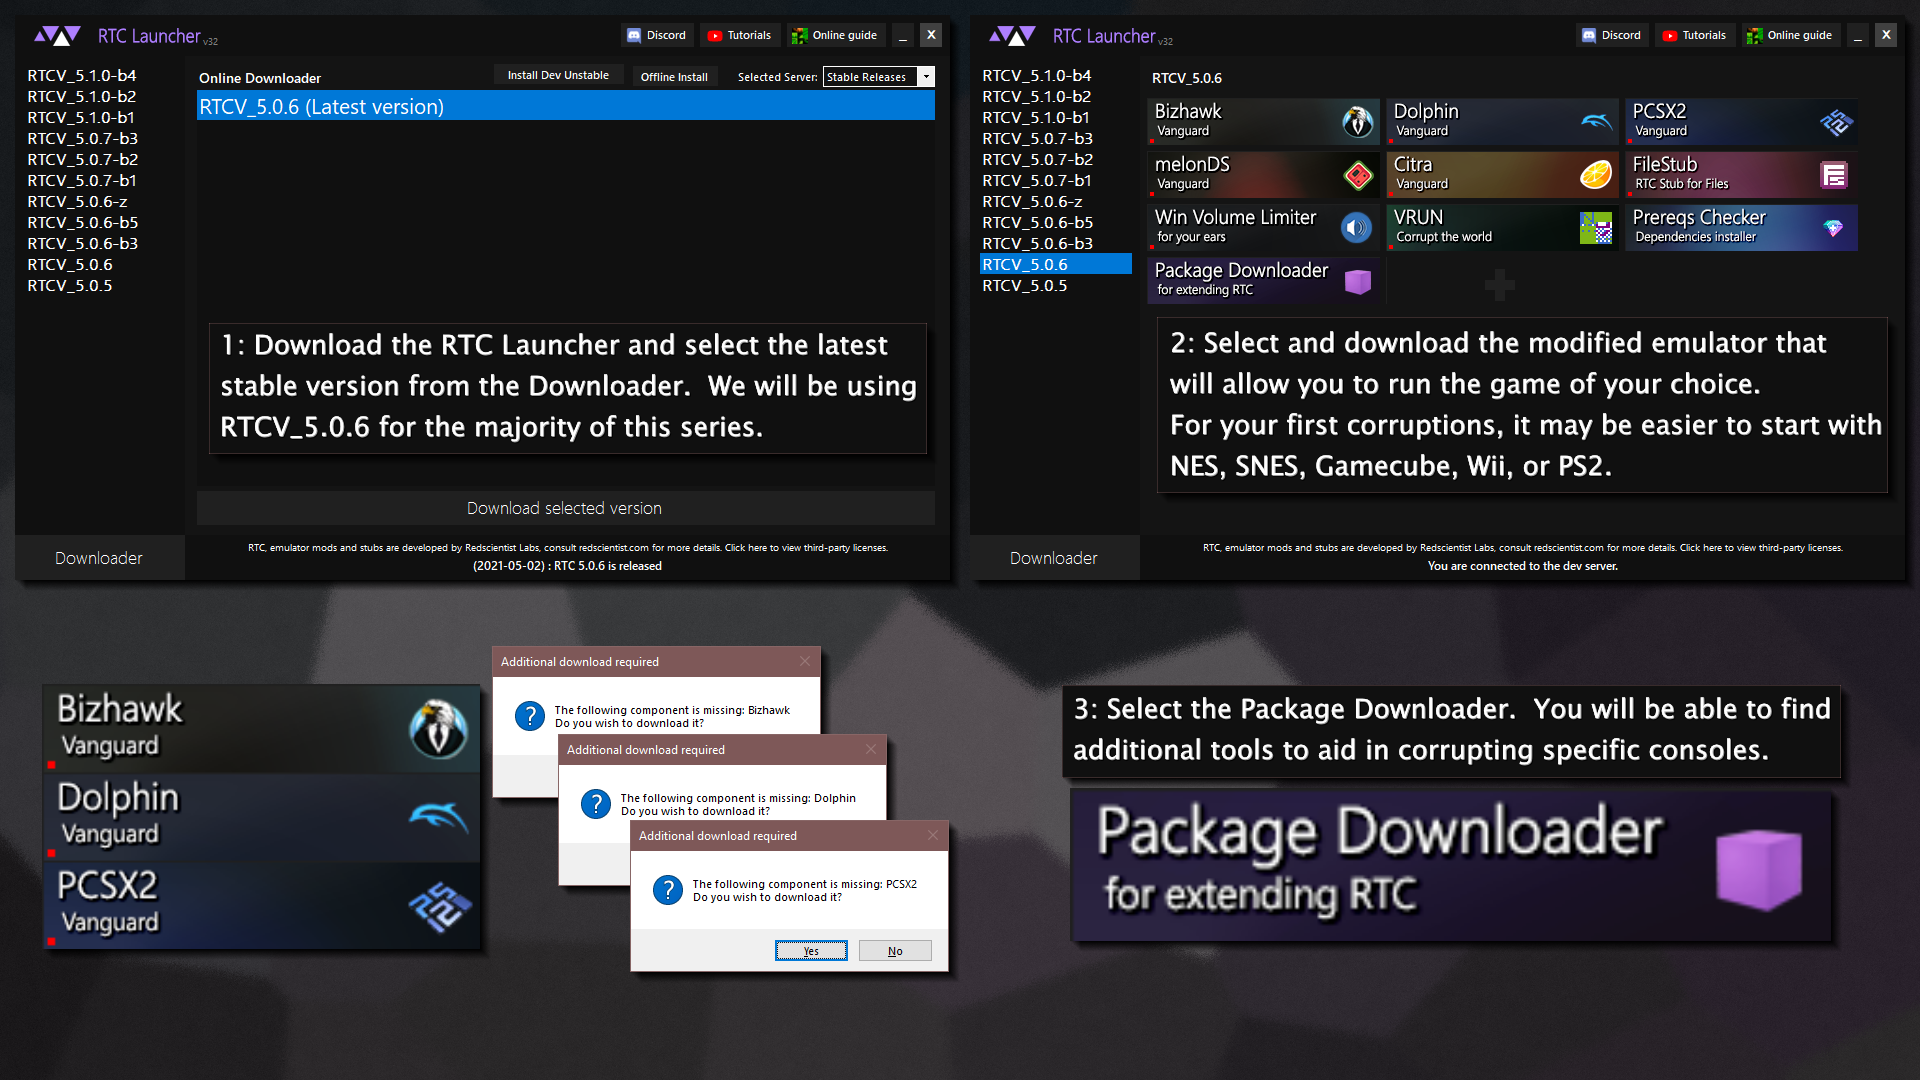 RTC Launcher v32
Discord
Tutorials
Online guide
_
X
RTCV_5.1.0-b4
RTCV_5.1.0-b2
RTCV_5.1.0-b1
RTCV_5.0.7-b3
RTCV_5.0.7-b2
RTCV_5.0.7-b1
RTCV_5.0.6-z
RTCV_5.0.6-b5
RTCV_5.0.6-b3
RTCV_5.0.6
RTCV_5.0.5
Online Downloader
Install Dev Unstable
Offline Install
Selected Server: Stable Releases
RTCV_5.0.6 (Latest version)
1: Download the RTC Launcher and select the latest
stable version from the Downloader.  We will be using
RTCV_5.0.6 for the majority of this series.
Download selected version
Downloader
RTC, emulator mods and stubs are developed by Redscientist Labs, consult redscientist.com for more details. Click here to view third-party licenses.
(2021-05-02) : RTC 5.0.6 is released
RTC Launcher v32
Discord
Tutorials
Online guide
_
X
RTCV_5.1.0-b4
RTCV_5.1.0-b2
RTCV_5.1.0-b1
RTCV_5.0.7-b3
RTCV_5.0.7-b2
RTCV_5.0.7-b1
RTCV_5.0.6-z
RTCV_5.0.6-b5
RTCV_5.0.6-b3
RTCV_5.0.6
RTCV_5.0.5
RTCV_5.0.6
Bizhawk
Vanguard
Dolphin
Vanguard
PCSX2
Vanguard
melonDS
Vanguard
Citra
Vanguard
FileStub
RTC Stub for Files
Win Volume Limiter
for your ears
VRUN
Corrupt the world
Prereqs Checker
Dependencies installer
Package Downloader
for extending RTC
2: Select and download the modified emulator that
will allow you to run the game of your choice.
For your first corruptions, it may be easier to start with
NES, SNES, Gamecube, Wii, or PS2.
Downloader
RTC, emulator mods and stubs are developed by Redscientist Labs, consult redscientist.com for more details. Click here to view third-party licenses.
You are connected to the dev server.
Bizhawk
Vanguard
Dolphin
Vanguard
PCSX2
Vanguard
Additional download required
The following component is missing: Bizhawk
Do you wish to download it?
Additional download required
The following component is missing: Dolphin
Do you wish to download it?
Additional download required
The following component is missing: PCSX2
Do you wish to download it?
Yes
No
3: Select the Package Downloader.  You will be able to find
additional tools to aid in corrupting specific consoles.
Package Downloader
for extending RTC